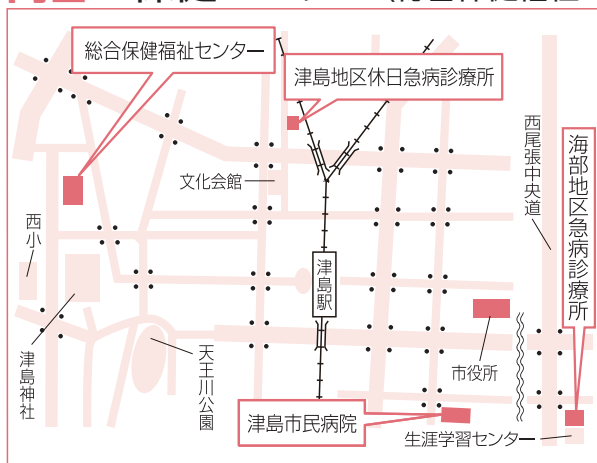 総合保健福祉センター
津島地区休日急病診療所
西尾張中央道
海部地区急病診療所
文化会館
西小
津島駅
市役所
津島神社
天王川公園
津島市民病院
生涯学習センター